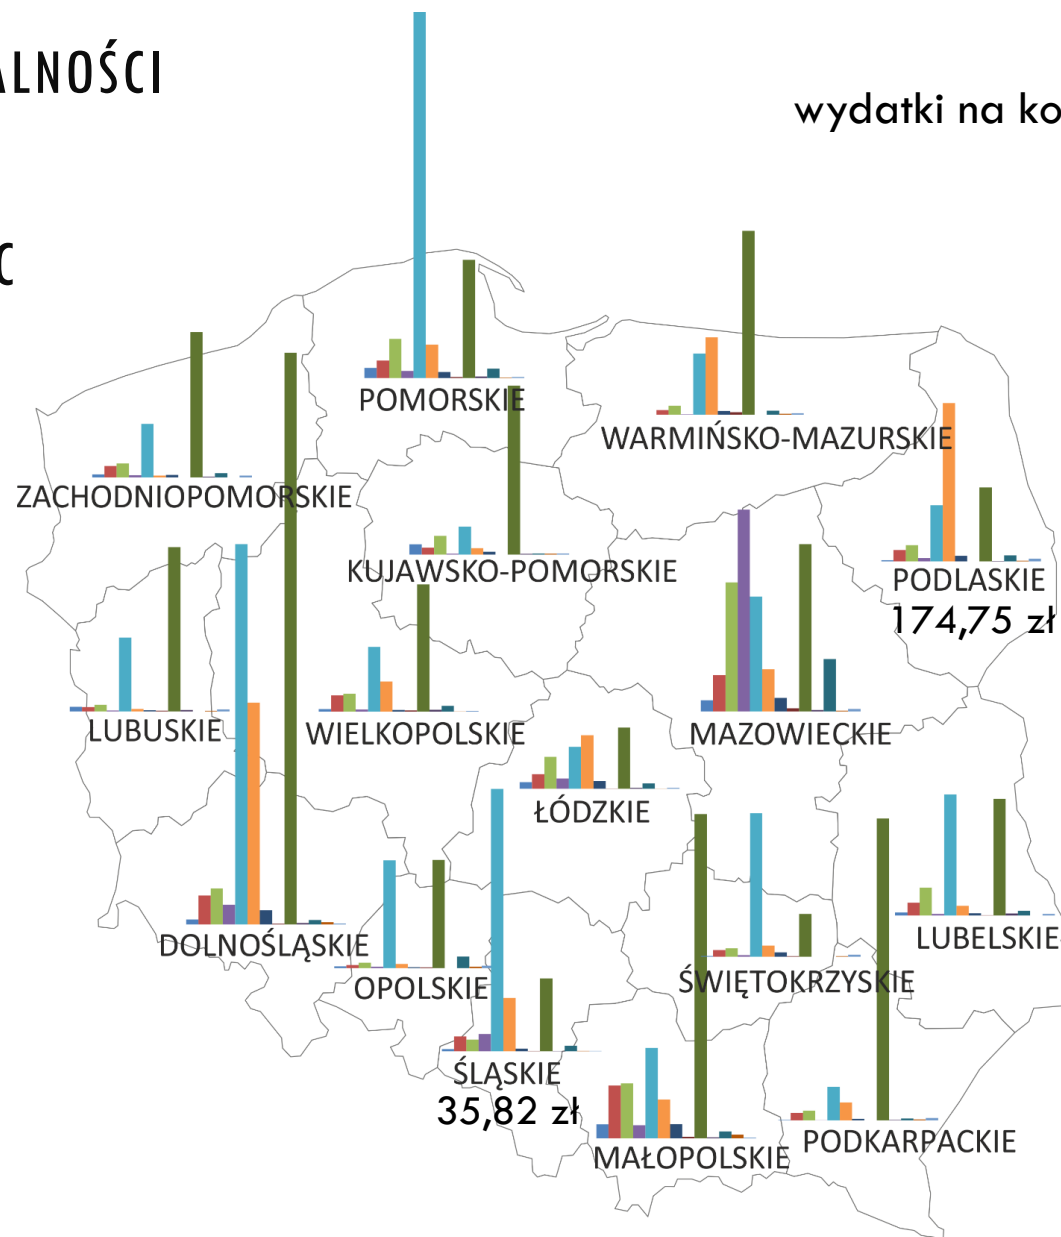 ALNOŚCI
wydatki na ko
C
POMORSKIE
WARMIŃSKO-MAZURSKIE
ZACHODNIOPOMORSKIE
KUJAWSKO-POMORSKIE
PODLASKIE
174,75 zł
LUBUSKIE
WIELKOPOLSKIE
MAZOWIECKIE
ŁÓDZKIE
DOLNOŚLĄSKIE
LUBELSKIE
OPOLSKIE
ŚWIĘTOKRZYSKIE
ŚLĄSKIE
35,82 zł
MAŁOPOLSKIE
PODKARPACKIE